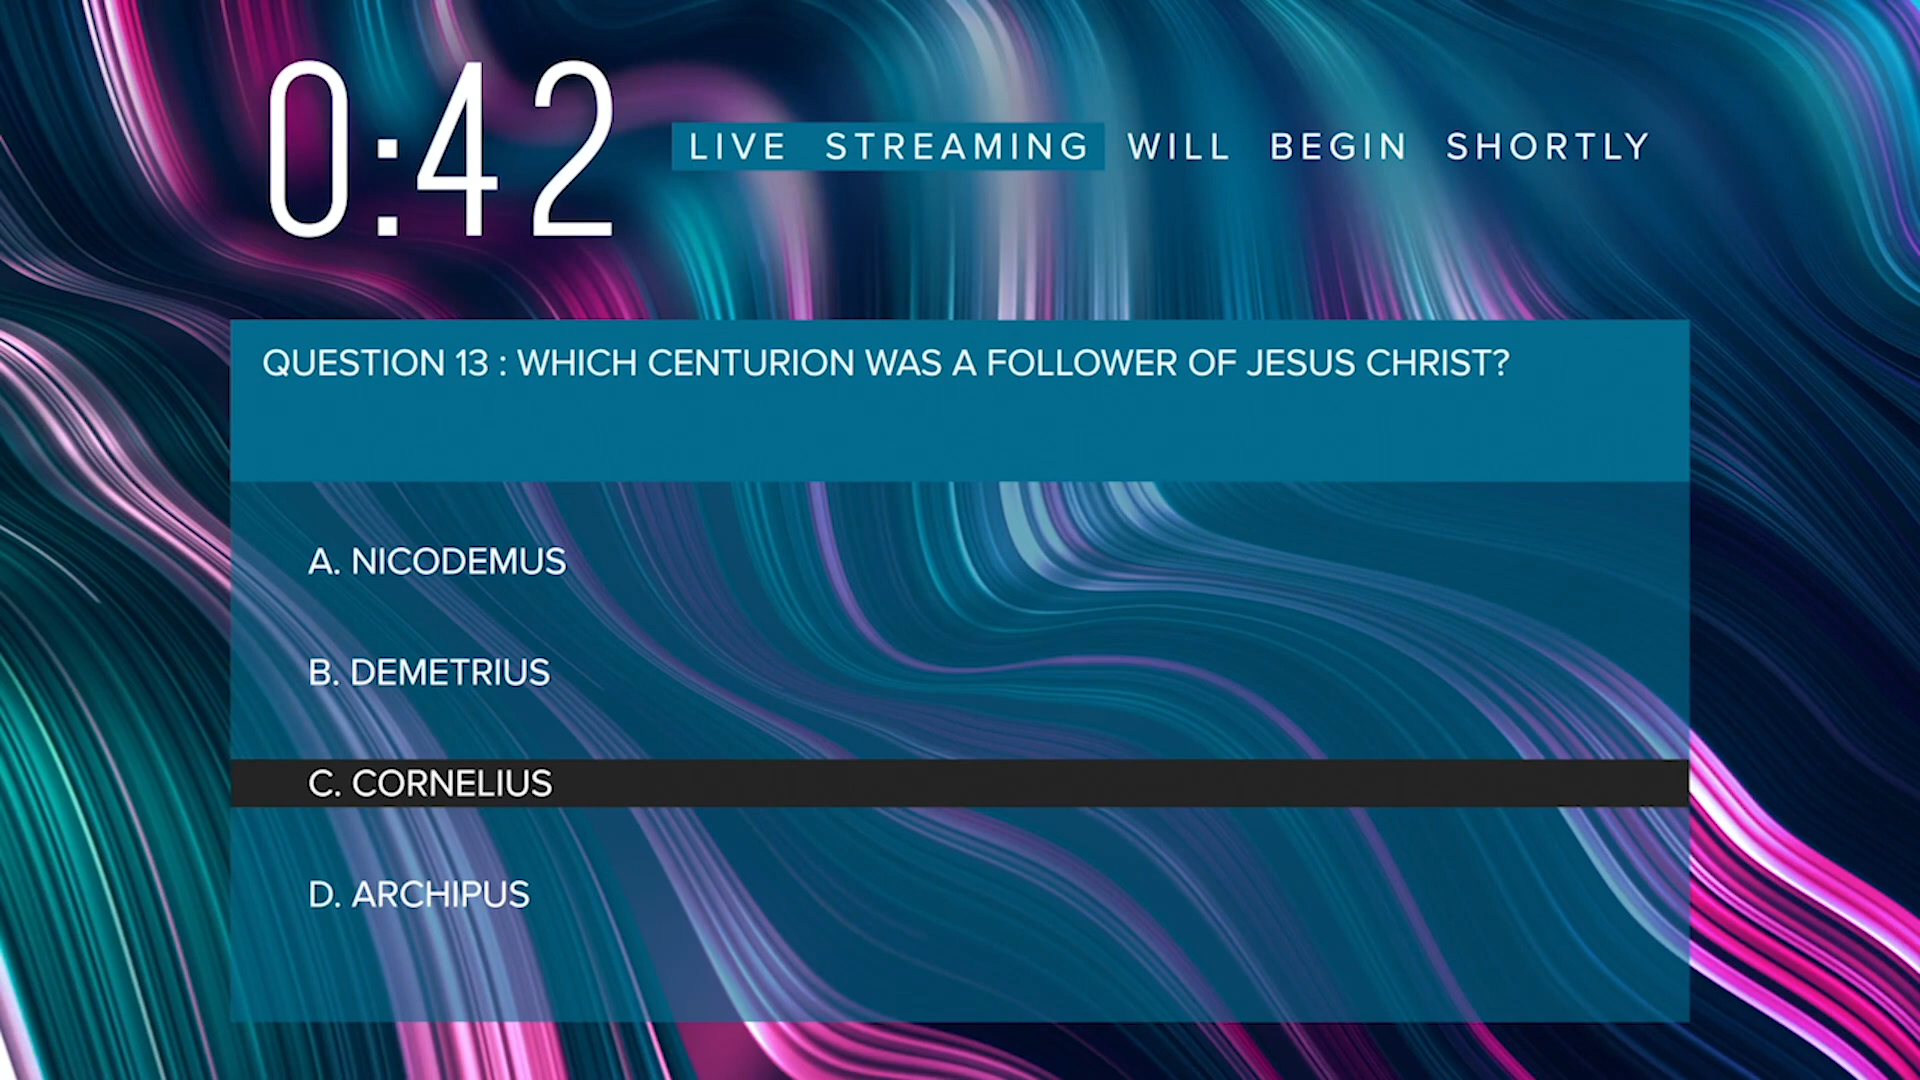 0:42
LIVE STREAMING WILL BEGIN SHORTLY
QUESTION 13 : WHICH CENTURION WAS A FOLLOWER OF JESUS CHRIST?
A. NICODEMUS
B. DEMETRIUS
C. CORNELIUS
D. ARCHIPUS